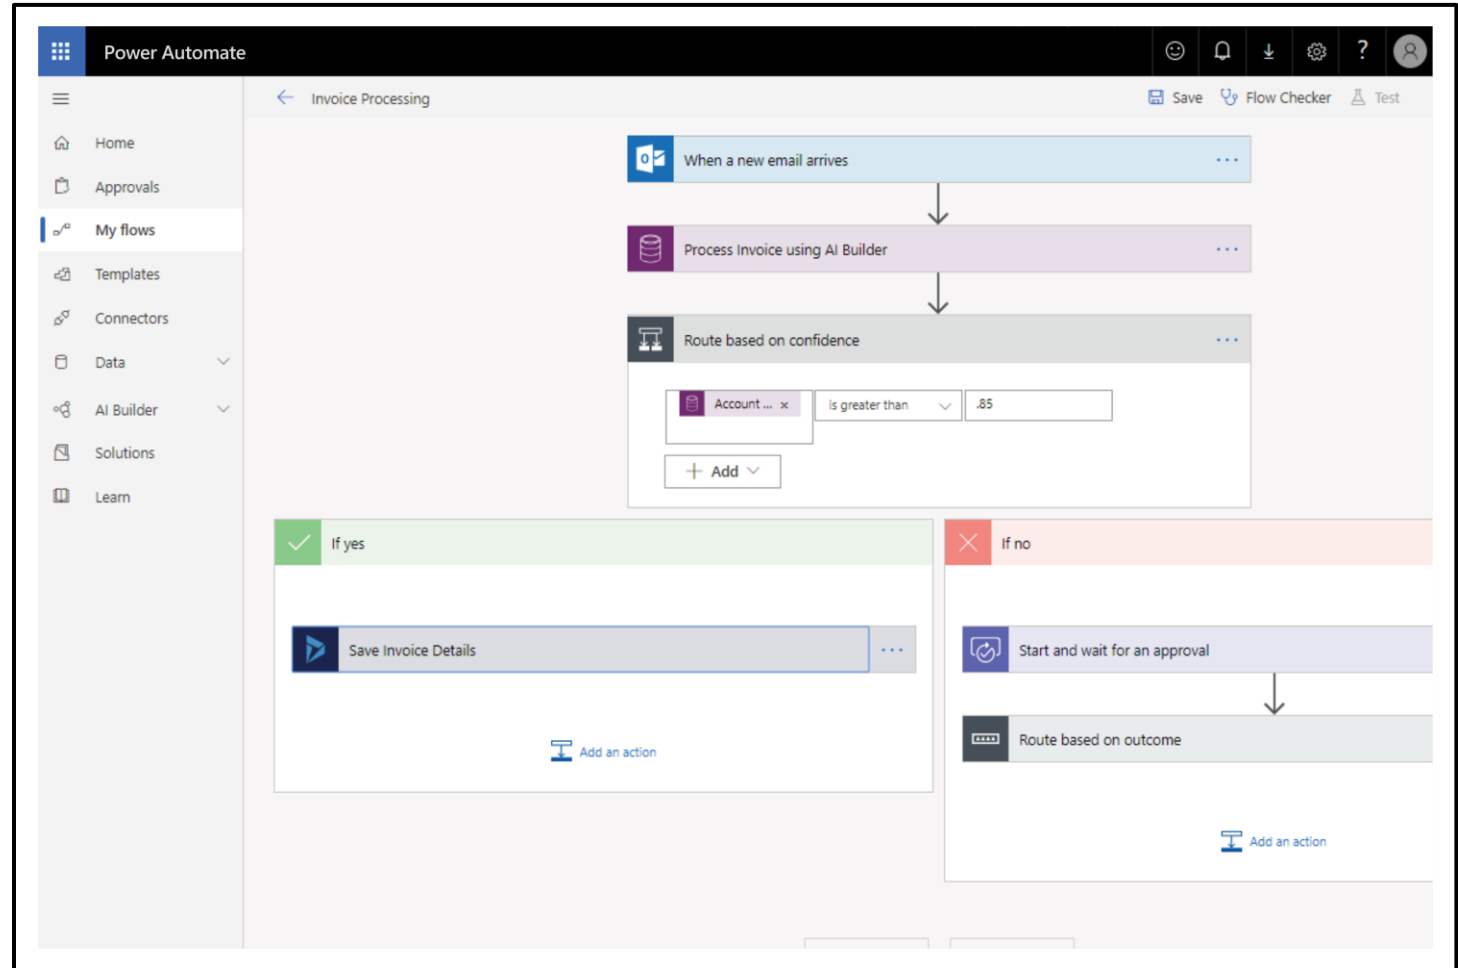 Power Automate
?
Invoice Processing
Save
Flow Checker
Test
Home
Approvals
My flows
Templates
Connectors
Data
AI Builder
Solutions
Learn
When a new email arrives
Process Invoice using AI Builder
Route based on confidence
Account ... x
is greater than
.85
+ Add
If yes
Save Invoice Details
Add an action
If no
Start and wait for an approval
Route based on outcome
Add an action